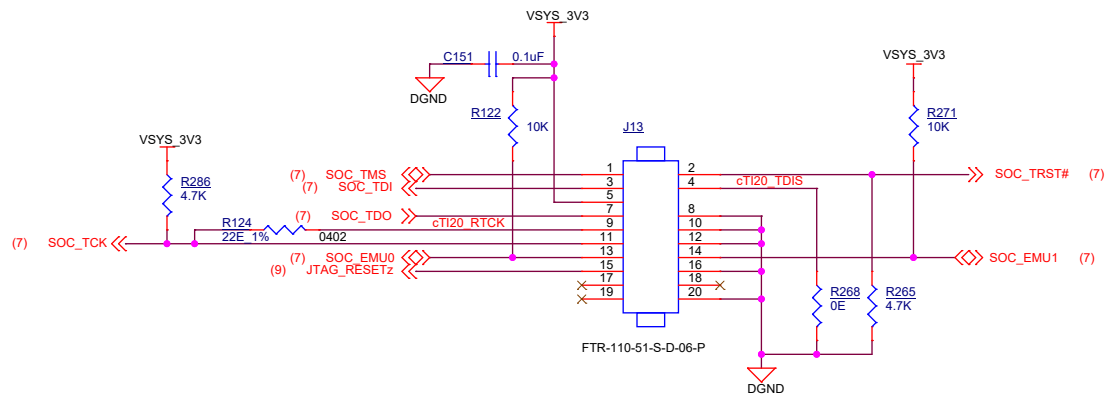 VSYS_3V3
C151 0.1uF
DGND
VSYS_3V3
R122
10K
J13
R271
10K
VSYS_3V3
R286
4.7K
(7) SOC_TMS 1 2 SOC_TRST# (7)
(7) SOC_TDI 3 4 cTI20_TDIS
5
R124 (7) SOC_TDO 7 8
cTI20_RTCK 9 10
(7) SOC_TCK 22E_1% 0402 11 12
(7) SOC_EMU0 13 14 SOC_EMU1 (7)
(9) JTAG_RESETz 15 16
17 18
19 20
R268
0E
R265
4.7K
FTR-110-51-S-D-06-P
DGND